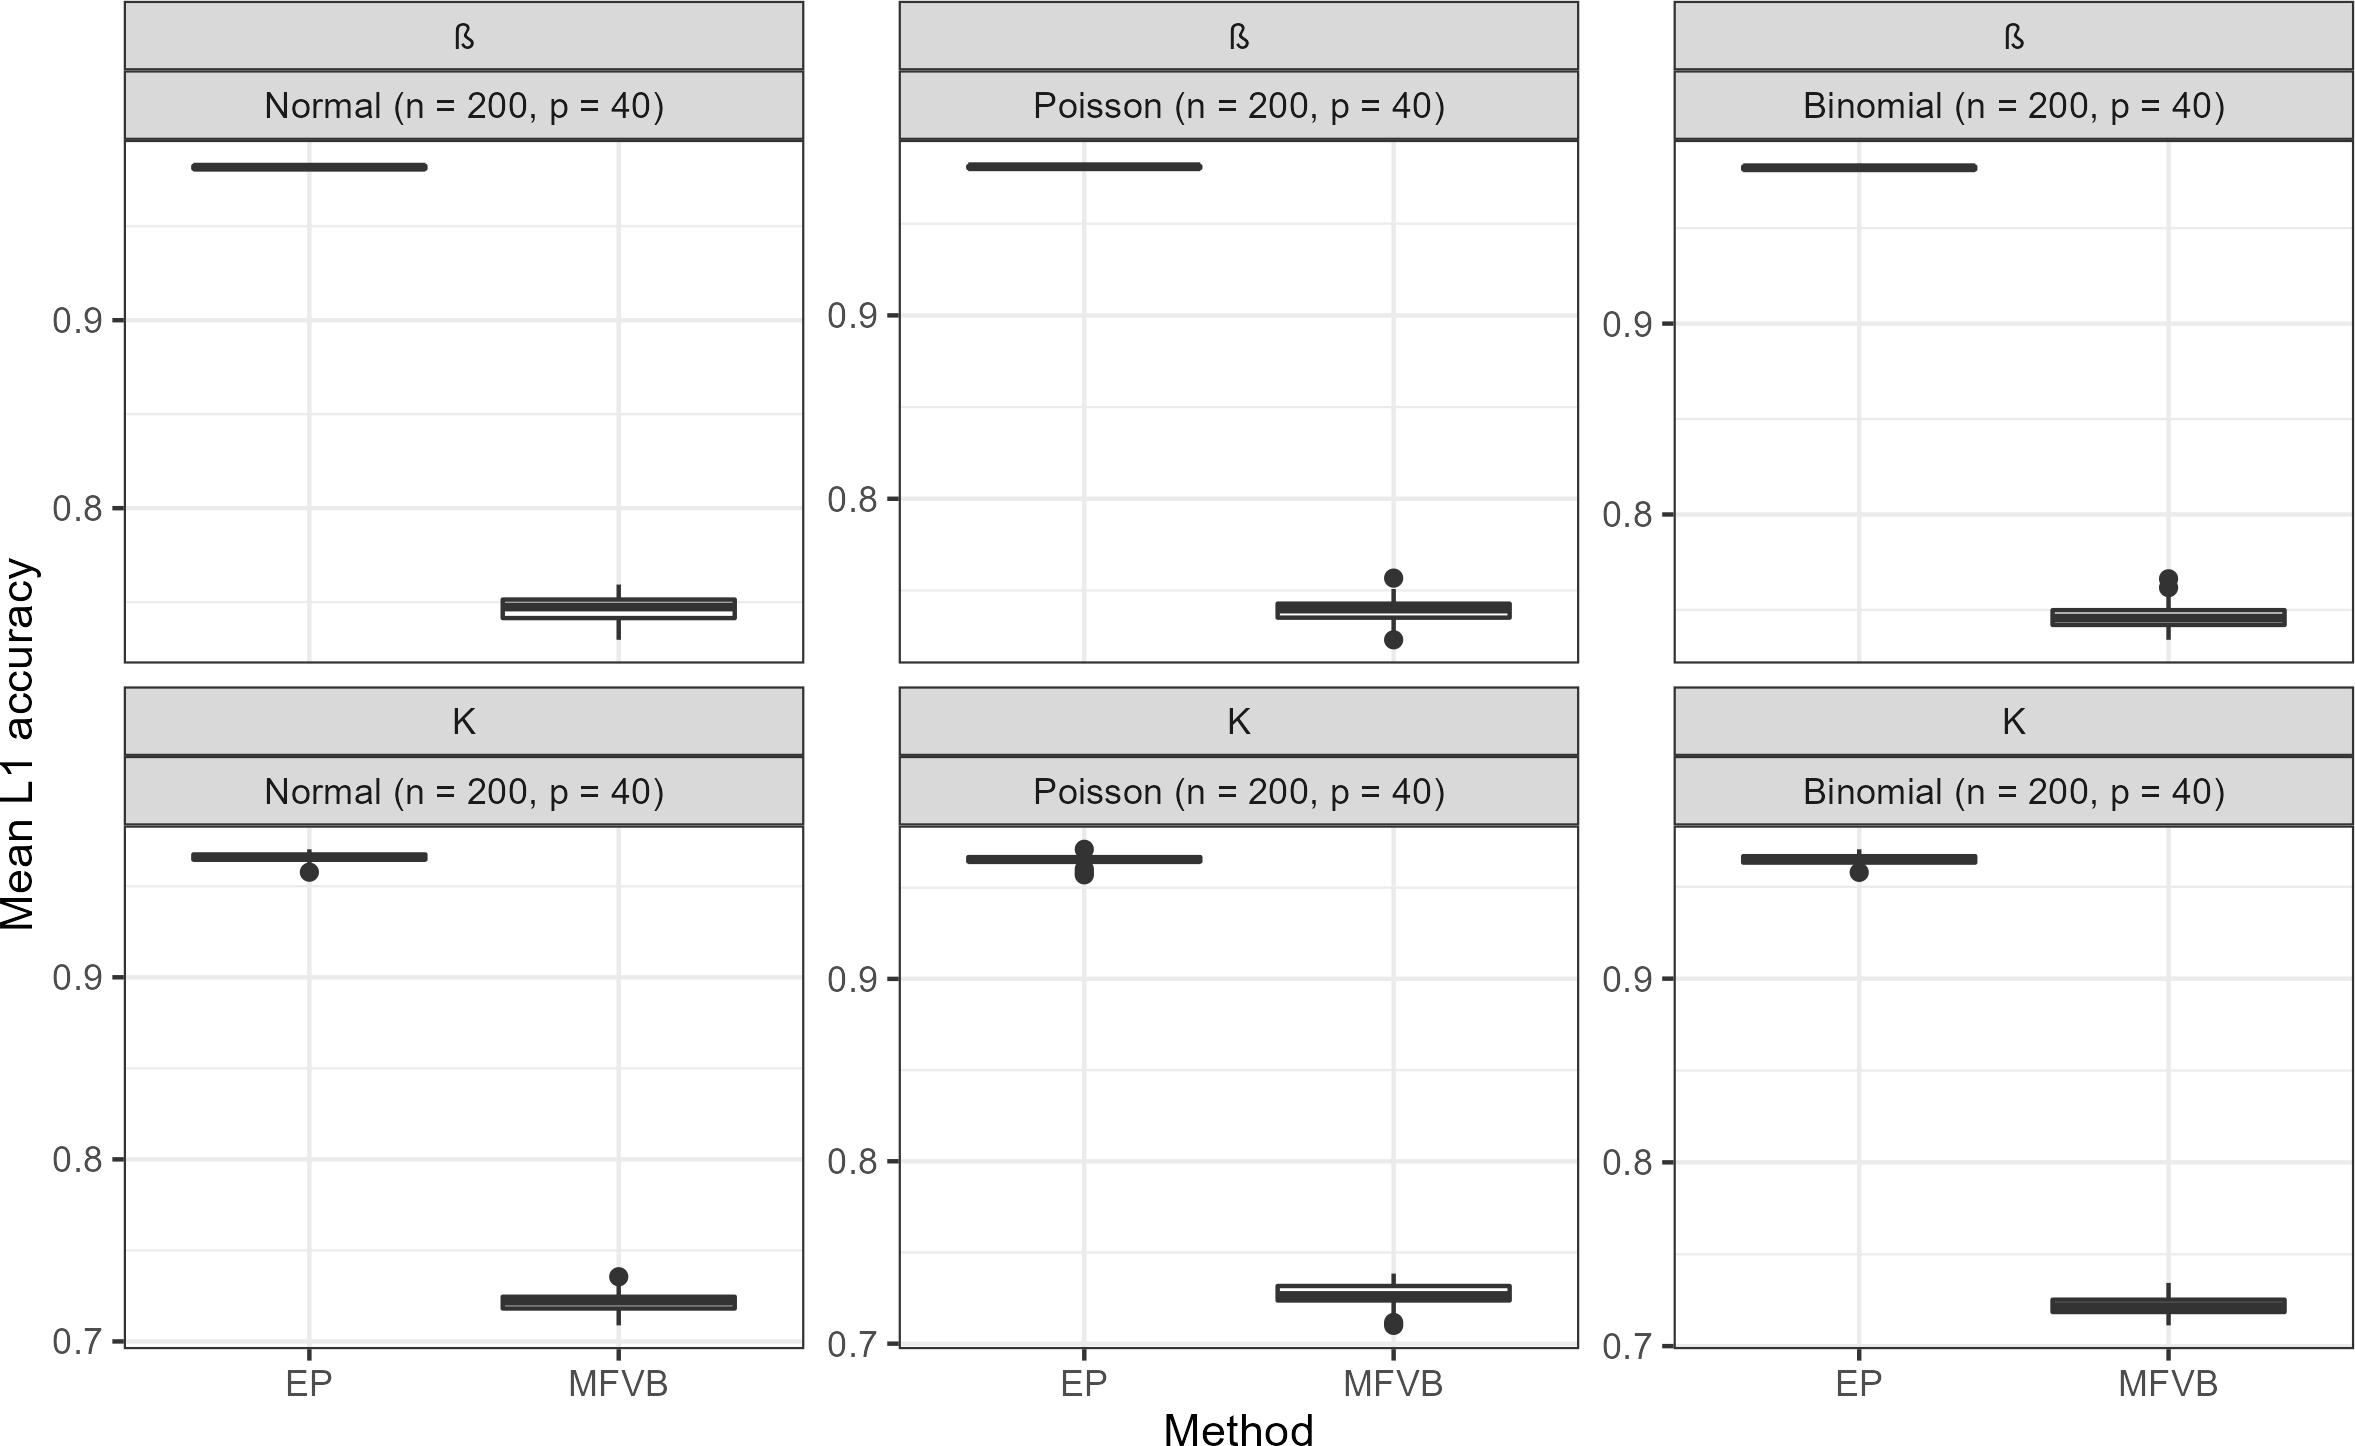 ß
ß
ß
Normal (n = 200, p = 40)
Poisson (n = 200, p = 40)
Binomial (n = 200, p = 40)
0.9
0.8
0.9
0.8
0.9
0.8
Mean L1 accuracy
K
K
K
Normal (n = 200, p = 40)
Poisson (n = 200, p = 40)
Binomial (n = 200, p = 40)
0.9
0.8
0.7
0.9
0.8
0.7
0.9
0.8
0.7
EP
MFVB
EP
MFVB
EP
MFVB
Method